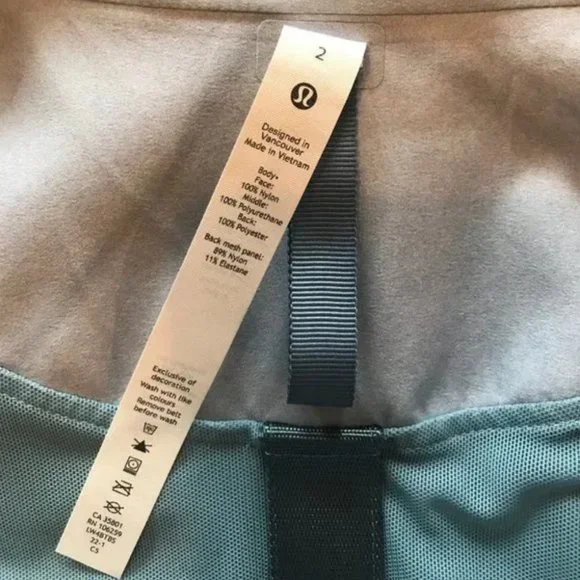 2
Designed in
Vancouver
Made in Vietnam
Body•
Face:
100% Nylon
Middle:
100% Polyurethane
Back:
100% Polyester
Back mesh panel:
89% Nylon
11% Elastane
Exclusive of
decoration
Wash with like
colours
Remove belt
before wash
CA 35801
RN 106259
LW4BTBS
22-1
C5